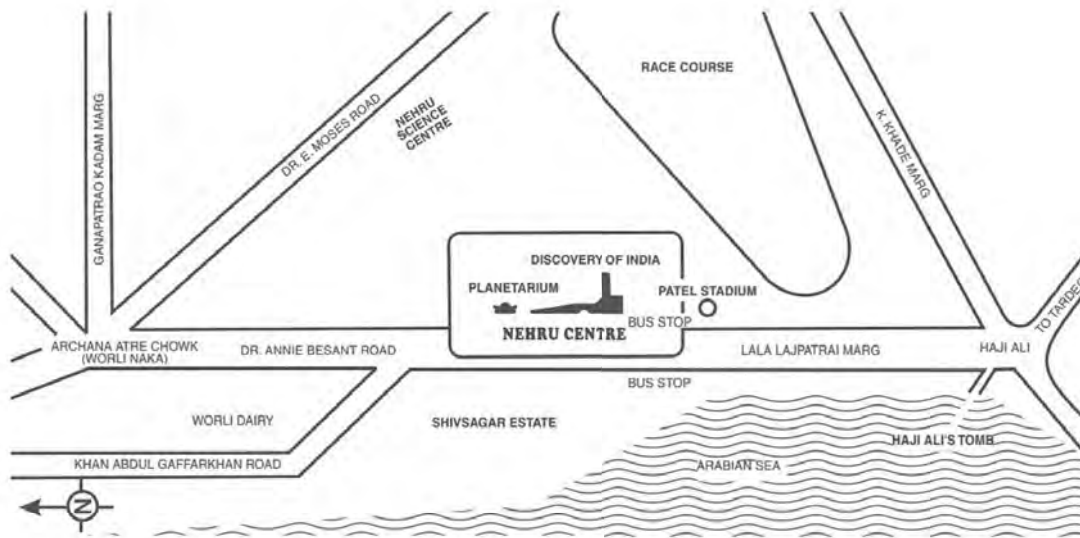 RACE COURSE
GANAPATRAO KADAM MARG
DR. E. MOSES ROAD
NEHRU
SCIENCE
CENTRE
K. KHADE MARG
DISCOVERY OF INDIA
PLANETARIUM
PATEL STADIUM
BUS STOP
NEHRU CENTRE
TO TARDEO
ARCHANA ATRE CHOWK
(WORLI NAKA)
DR. ANNIE BESANT ROAD
LALA LAJPATRAI MARG
HAJI ALI
BUS STOP
WORLI DAIRY
SHIVSAGAR ESTATE
HAJI ALI'S TOMB
KHAN ABDUL GAFFARKHAN ROAD
ARABIAN SEA
N